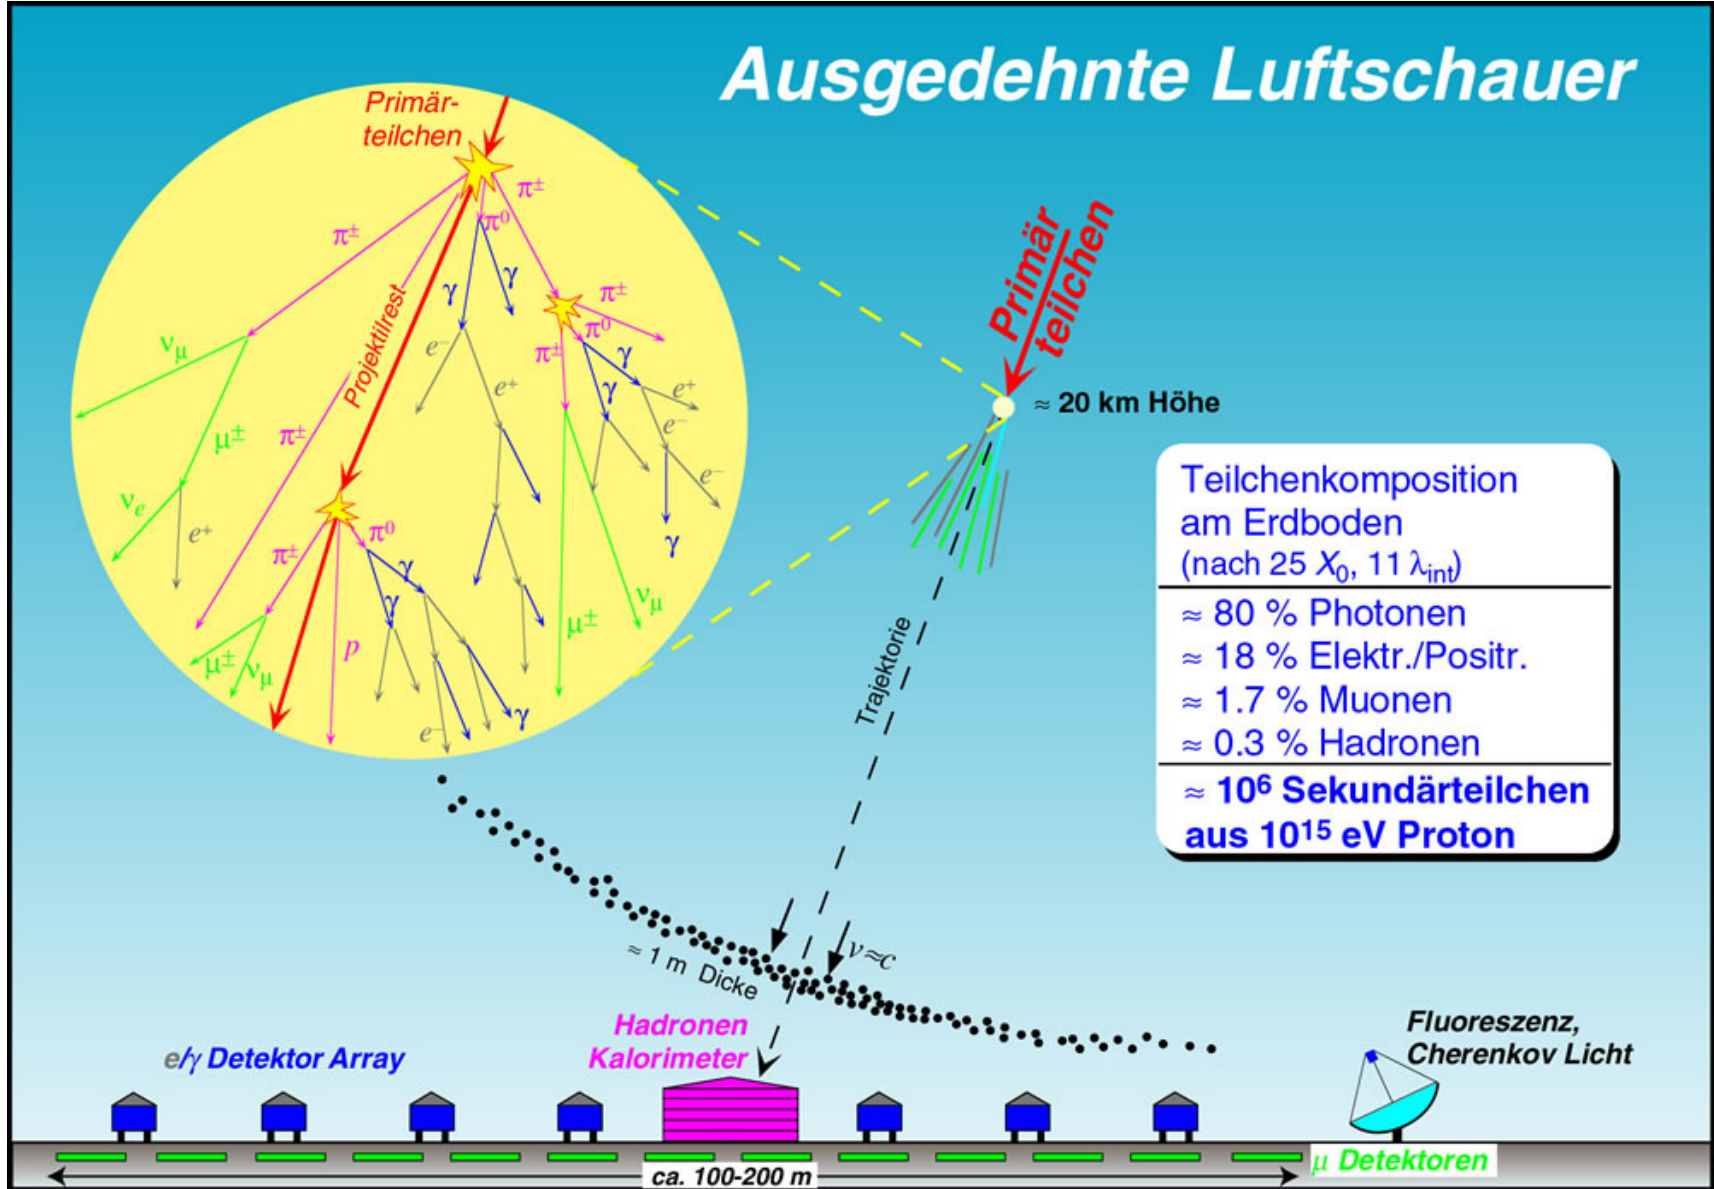 Ausgedehnte Luftschauer
Primär-
teilchen
π±
π0
π±
γ
γ
Projektilrest
π±
π0
π±
νμ
e−
e+
γ
γ
e+
e−
e−
γ
μ±
π±
νe
e+
π±
π0
γ
γ
p
μ±
νμ
e−
γ
μ±
νμ
Primär
teilchen
≈ 20 km Höhe
Trajektorie
Teilchenkomposition
am Erdboden
(nach 25 X0, 11 λint)
≈ 80 % Photonen
≈ 18 % Elektr./Positr.
≈ 1.7 % Muonen
≈ 0.3 % Hadronen
≈ 10⁶ Sekundärteilchen
aus 10¹⁵ eV Proton
≈ 1 m Dicke
v≈c
Hadronen
Kalorimeter
e/γ Detektor Array
Fluoreszenz,
Cherenkov Licht
μ Detektoren
ca. 100-200 m